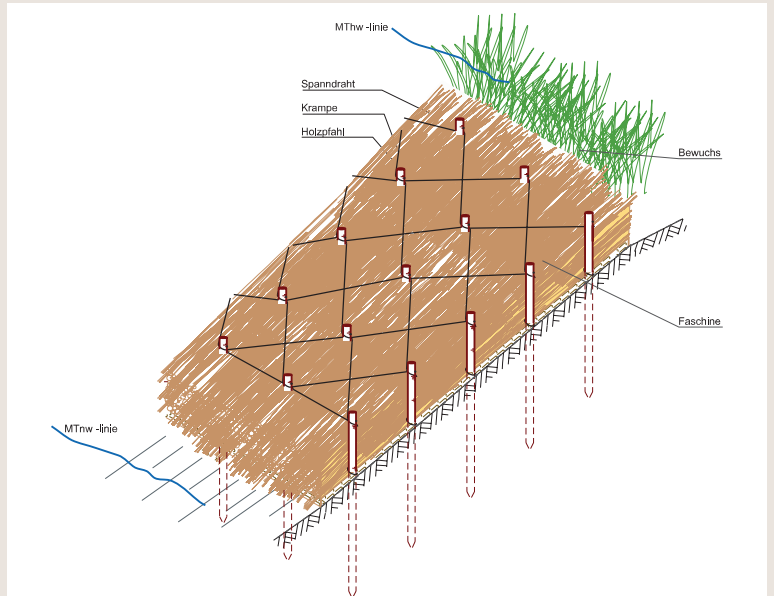 MThw -linie
Spanndraht
Krampe
Holzpfahl
Bewuchs
Faschine
MTnw -linie